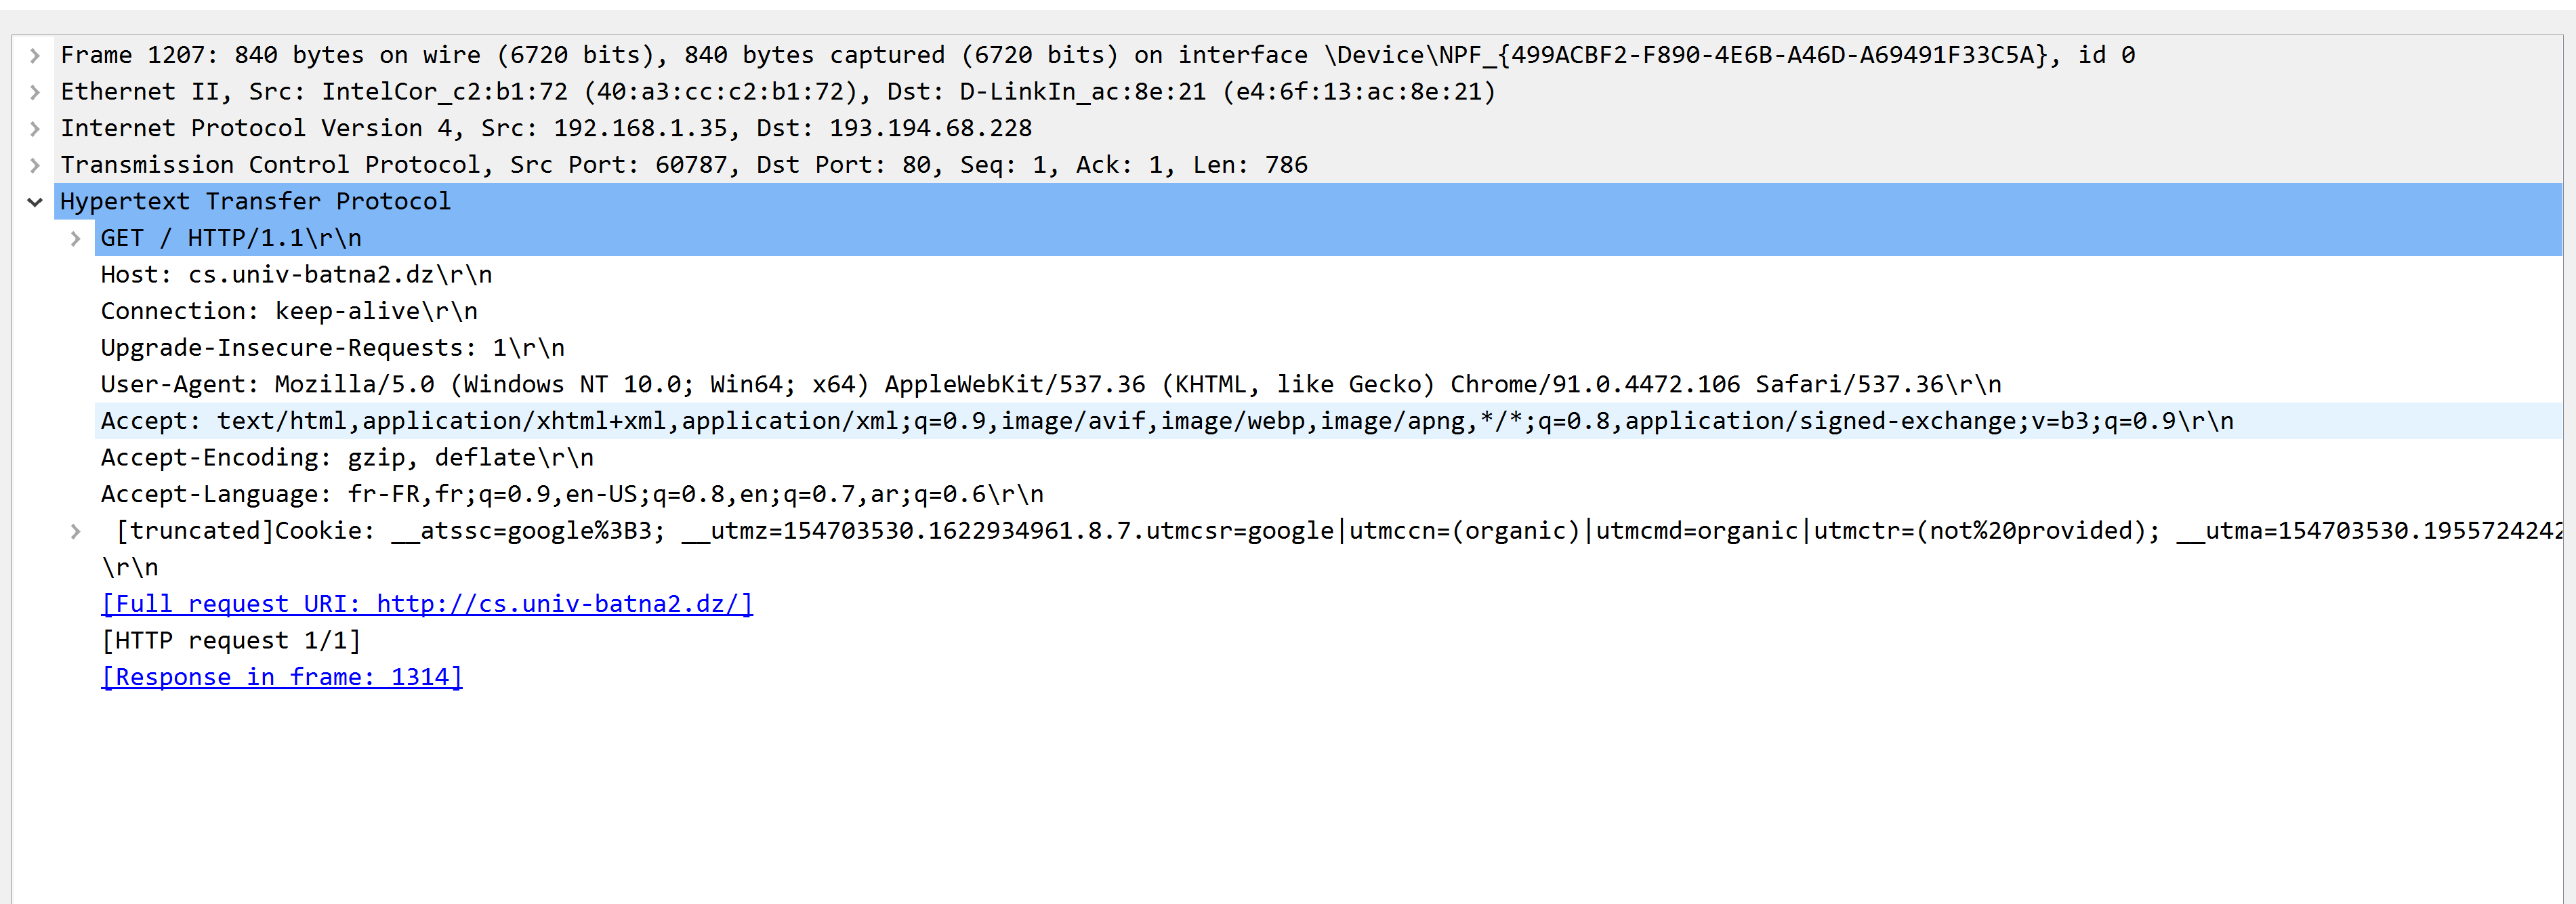 Frame 1207: 840 bytes on wire (6720 bits), 840 bytes captured (6720 bits) on interface \Device\NPF_{499ACBF2-F890-4E6B-A46D-A69491F33C5A}, id 0
Ethernet II, Src: IntelCor_c2:b1:72 (40:a3:cc:c2:b1:72), Dst: D-LinkIn_ac:8e:21 (e4:6f:13:ac:8e:21)
Internet Protocol Version 4, Src: 192.168.1.35, Dst: 193.194.68.228
Transmission Control Protocol, Src Port: 60787, Dst Port: 80, Seq: 1, Ack: 1, Len: 786
Hypertext Transfer Protocol
GET / HTTP/1.1\r\n
Host: cs.univ-batna2.dz\r\n
Connection: keep-alive\r\n
Upgrade-Insecure-Requests: 1\r\n
User-Agent: Mozilla/5.0 (Windows NT 10.0; Win64; x64) AppleWebKit/537.36 (KHTML, like Gecko) Chrome/91.0.4472.106 Safari/537.36\r\n
Accept: text/html,application/xhtml+xml,application/xml;q=0.9,image/avif,image/webp,image/apng,*/*;q=0.8,application/signed-exchange;v=b3;q=0.9\r\n
Accept-Encoding: gzip, deflate\r\n
Accept-Language: fr-FR,fr;q=0.9,en-US;q=0.8,en;q=0.7,ar;q=0.6\r\n
[truncated]Cookie: __atssc=google%3B3; __utmz=154703530.1622934961.8.7.utmcsr=google|utmccn=(organic)|utmcmd=organic|utmctr=(not%20provided); __utma=154703530.1955724242
\r\n
[Full request URI: http://cs.univ-batna2.dz/]
[HTTP request 1/1]
[Response in frame: 1314]